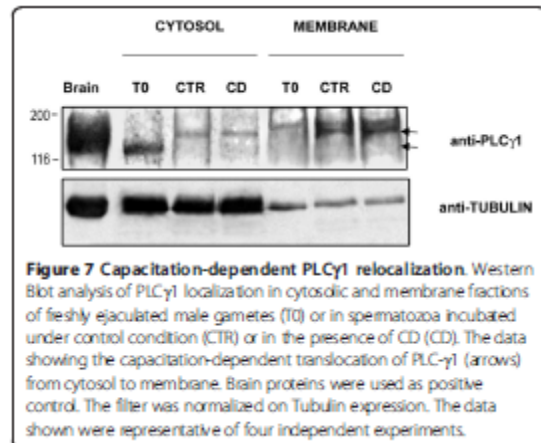 CYTOSOL MEMBRANE
Brain T0 CTR CD T0 CTR CD
200
anti-PLCγ1
116
anti-TUBULIN
Figure 7 Capacitation-dependent PLCγ1 relocalization. Western
Blot analysis of PLCγ1 localization in cytosolic and membrane fractions
of freshly ejaculated male gametes (T0) or in spermatozoa incubated
under control condition (CTR) or in the presence of CD (CD). The data
showing the capacitation-dependent translocation of PLC-γ1 (arrows)
from cytosol to membrane. Brain proteins were used as positive
control. The filter was normalized on Tubulin expression. The data
shown were representative of four independent experiments.